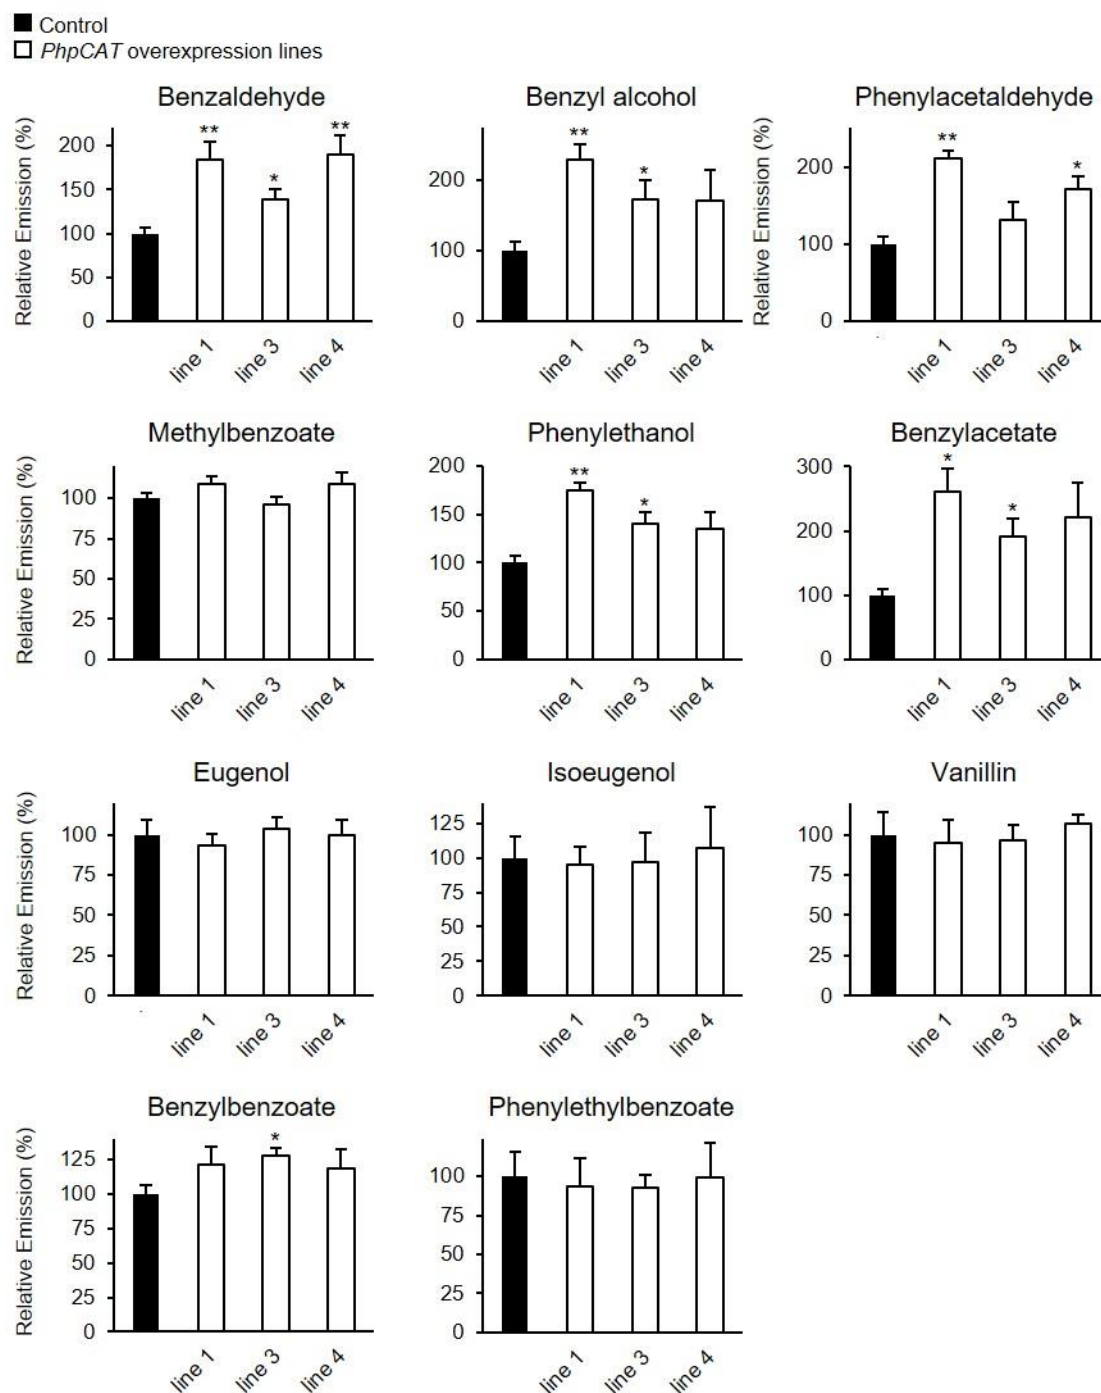 Control
PhpCAT overexpression lines
Benzaldehyde
Relative Emission (%)
200
**
*
**
150
100
50
0
line 1
line 3
line 4
Benzyl alcohol
200
**
*
100
0
line 1
line 3
line 4
Phenylacetaldehyde
Relative Emission (%)
200
**
*
100
0
line 1
line 3
line 4
Methylbenzoate
Relative Emission (%)
100
75
50
25
0
line 1
line 3
line 4
Phenylethanol
200
**
*
150
100
50
0
line 1
line 3
line 4
Benzylacetate
300
*
*
200
100
0
line 1
line 3
line 4
Eugenol
Relative Emission (%)
100
75
50
25
0
line 1
line 3
line 4
Isoeugenol
125
100
75
50
25
0
line 1
line 3
line 4
Vanillin
100
75
50
25
0
line 1
line 3
line 4
Benzylbenzoate
Relative Emission (%)
*
125
100
75
50
25
0
line 1
line 3
line 4
Phenylethylbenzoate
100
75
50
25
0
line 1
line 3
line 4